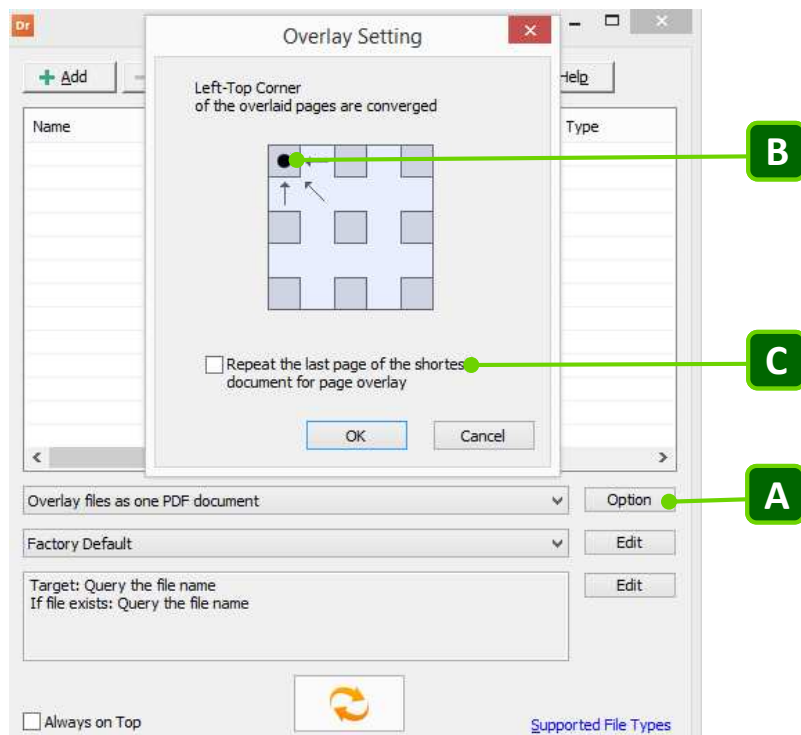 Dr
Overlay Setting
Add
Help
Left-Top Corner
of the overlaid pages are converged
Name
Type
B
Repeat the last page of the shortes
document for page overlay
C
OK
Cancel
Overlay files as one PDF document
Option
A
Factory Default
Edit
Target: Query the file name
If file exists: Query the file name
Edit
Always on Top
Supported File Types